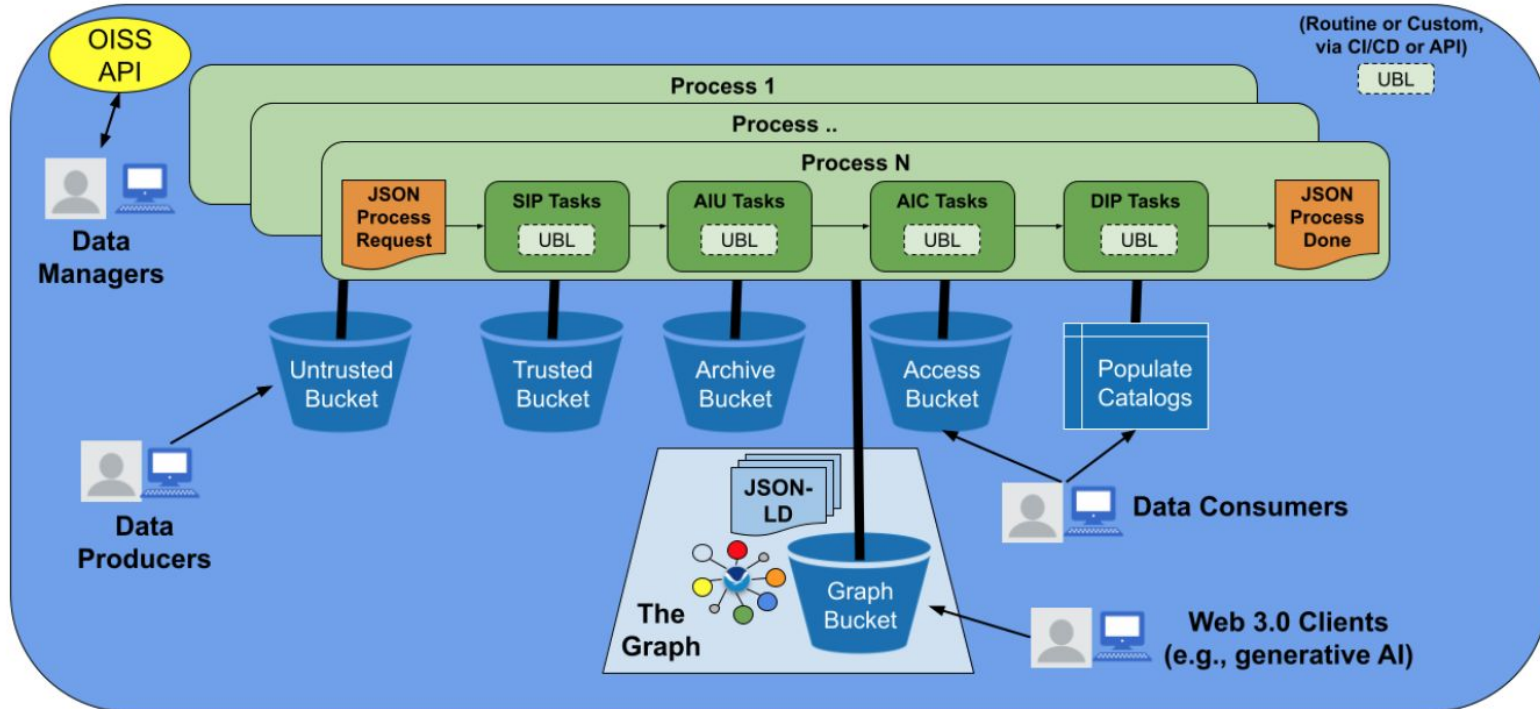 OISS
API
(Routine or Custom,
via CI/CD or API)
UBL
Process 1
Process ..
Process N
JSON
Process
Request
SIP Tasks
UBL
AIU Tasks
UBL
AIC Tasks
UBL
DIP Tasks
UBL
JSON
Process
Done
Data
Managers
Untrusted
Bucket
Trusted
Bucket
Archive
Bucket
Access
Bucket
Populate
Catalogs
Data
Producers
JSON-
LD
The
Graph
Graph
Bucket
Data Consumers
Web 3.0 Clients
(e.g., generative AI)